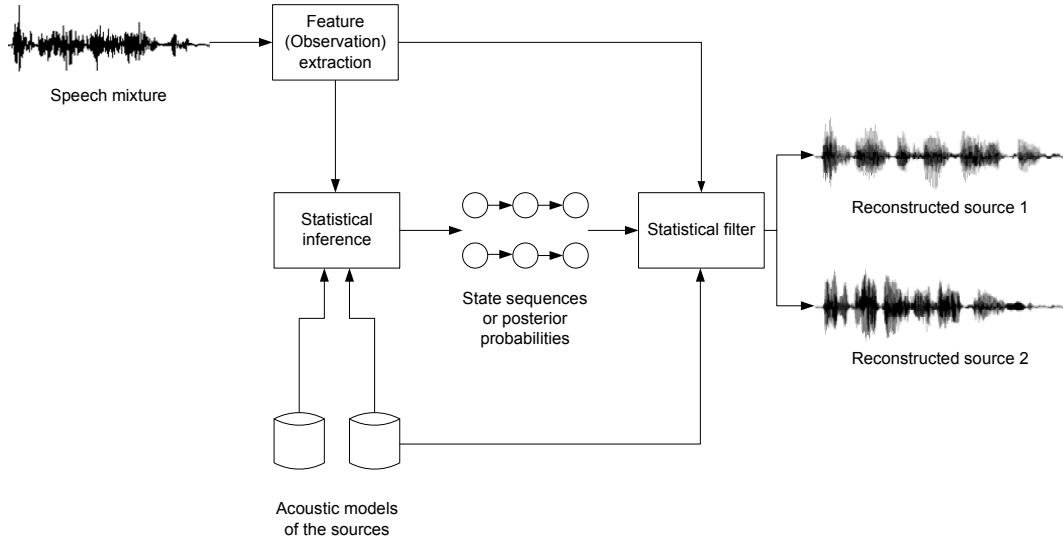 Feature
(Observation)
extraction
Speech mixture
Statistical
inference
Statistical filter
Reconstructed source 1
State sequences
or posterior
probabilities
Reconstructed source 2
Acoustic models
of the sources